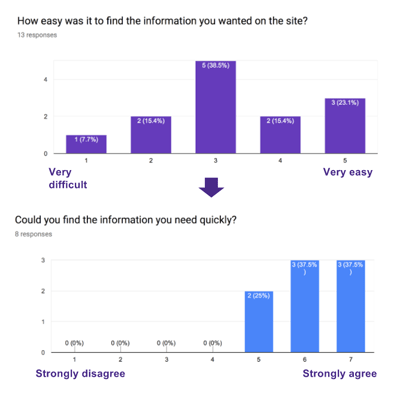 How easy was it to find the information you wanted on the site?
13 responses
4
2
0
1 (7.7%)
2 (15.4%)
5 (38.5%)
2 (15.4%)
3 (23.1%)
1 2 3 4 5
Very
difficult
Very easy
Could you find the information you need quickly?
8 responses
3
2
1
0
0 (0%)
0 (0%)
0 (0%)
0 (0%)
2 (25%)
3 (37.5%
)
3 (37.5%
)
1 2 3 4 5 6 7
Strongly disagree
Strongly agree